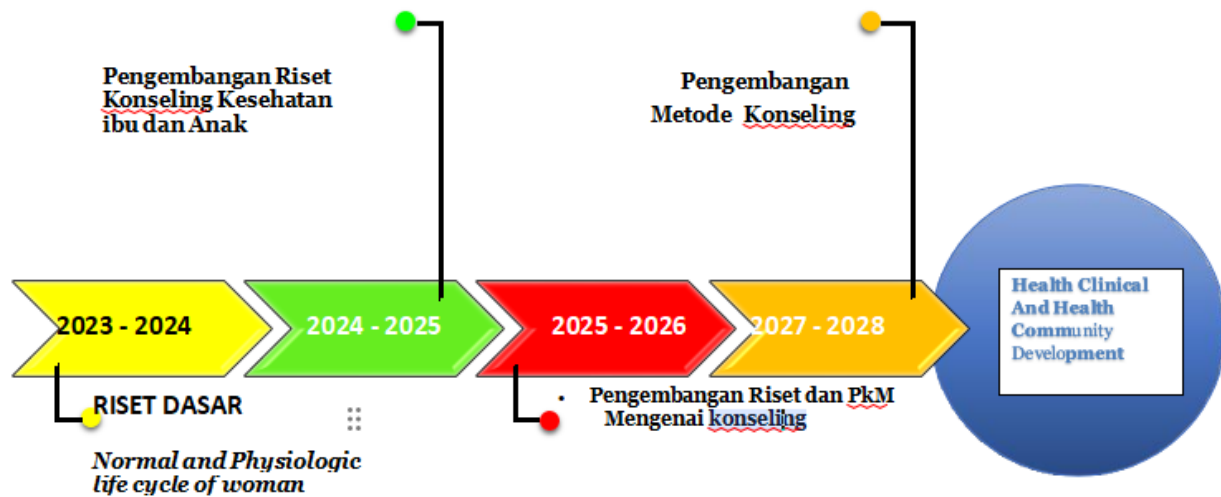 Pengembangan Riset
Konseling Kesehatan
ibu dan Anak
Pengembangan
Metode Konseling
2023 - 2024
2024 - 2025
2025 - 2026
2027 - 2028
Health Clinical
And Health
Community
Development
RISET DASAR
Normal and Physiologic
life cycle of woman
• Pengembangan Riset dan PkM
Mengenai konseling